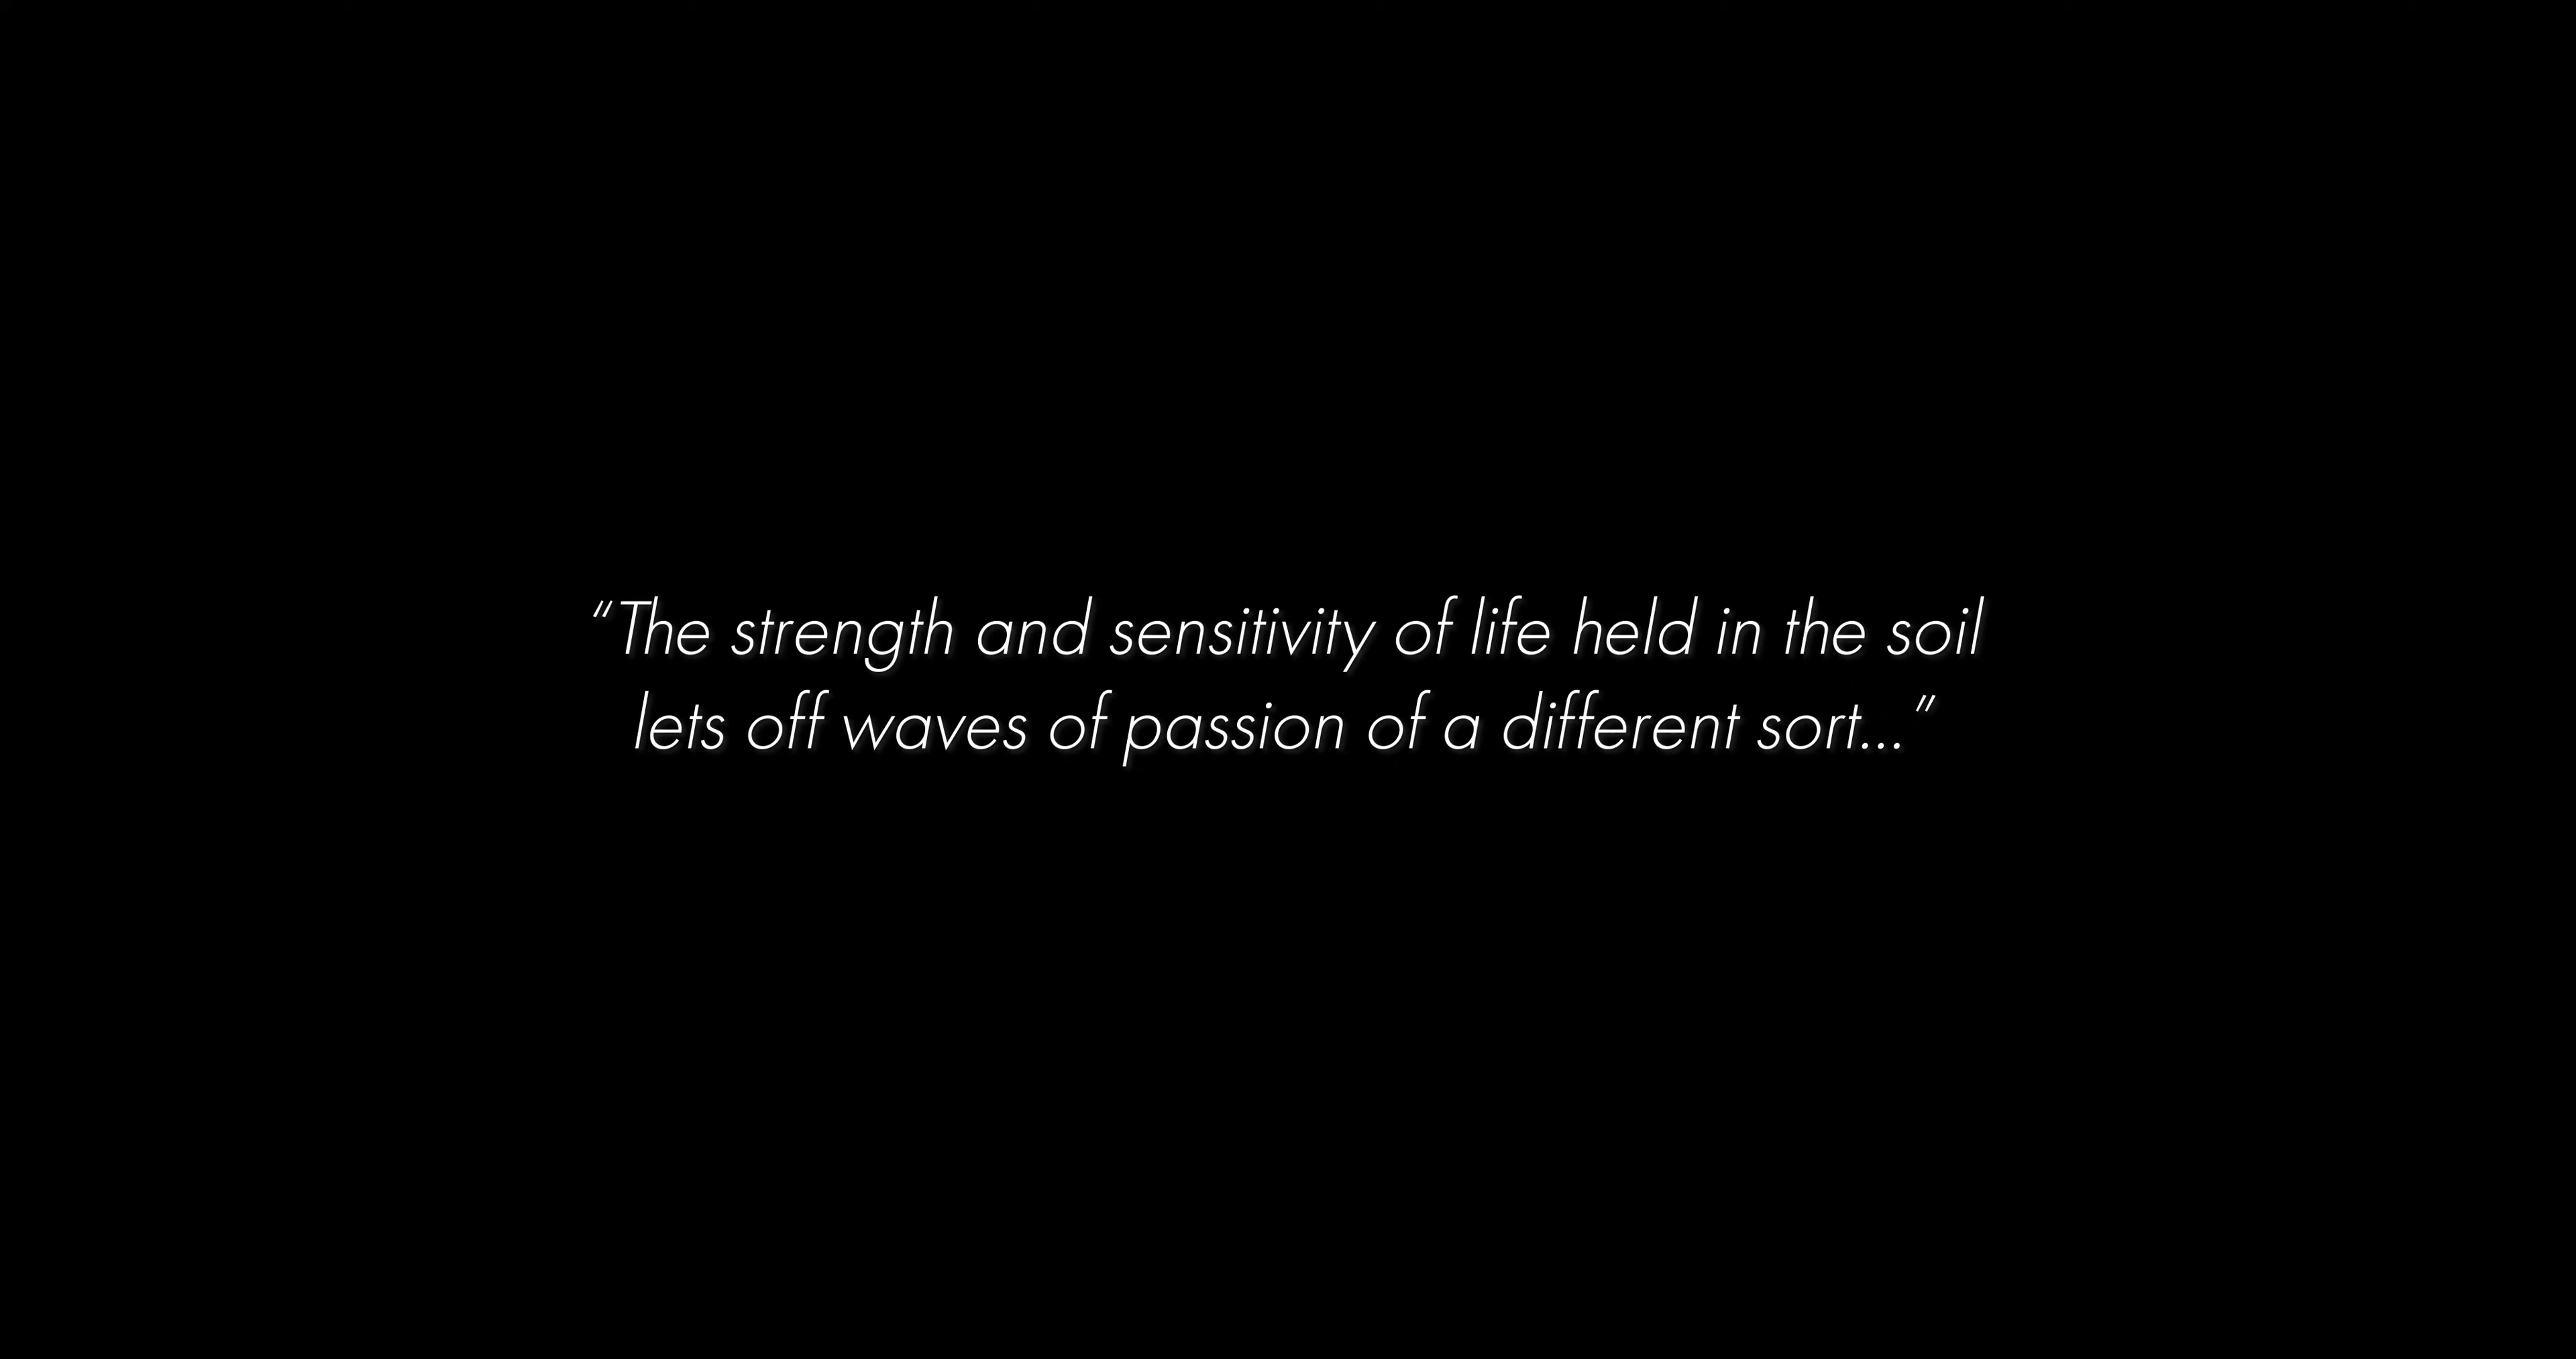 “The strength and sensitivity of life held in the soil
lets off waves of passion of a different sort...”